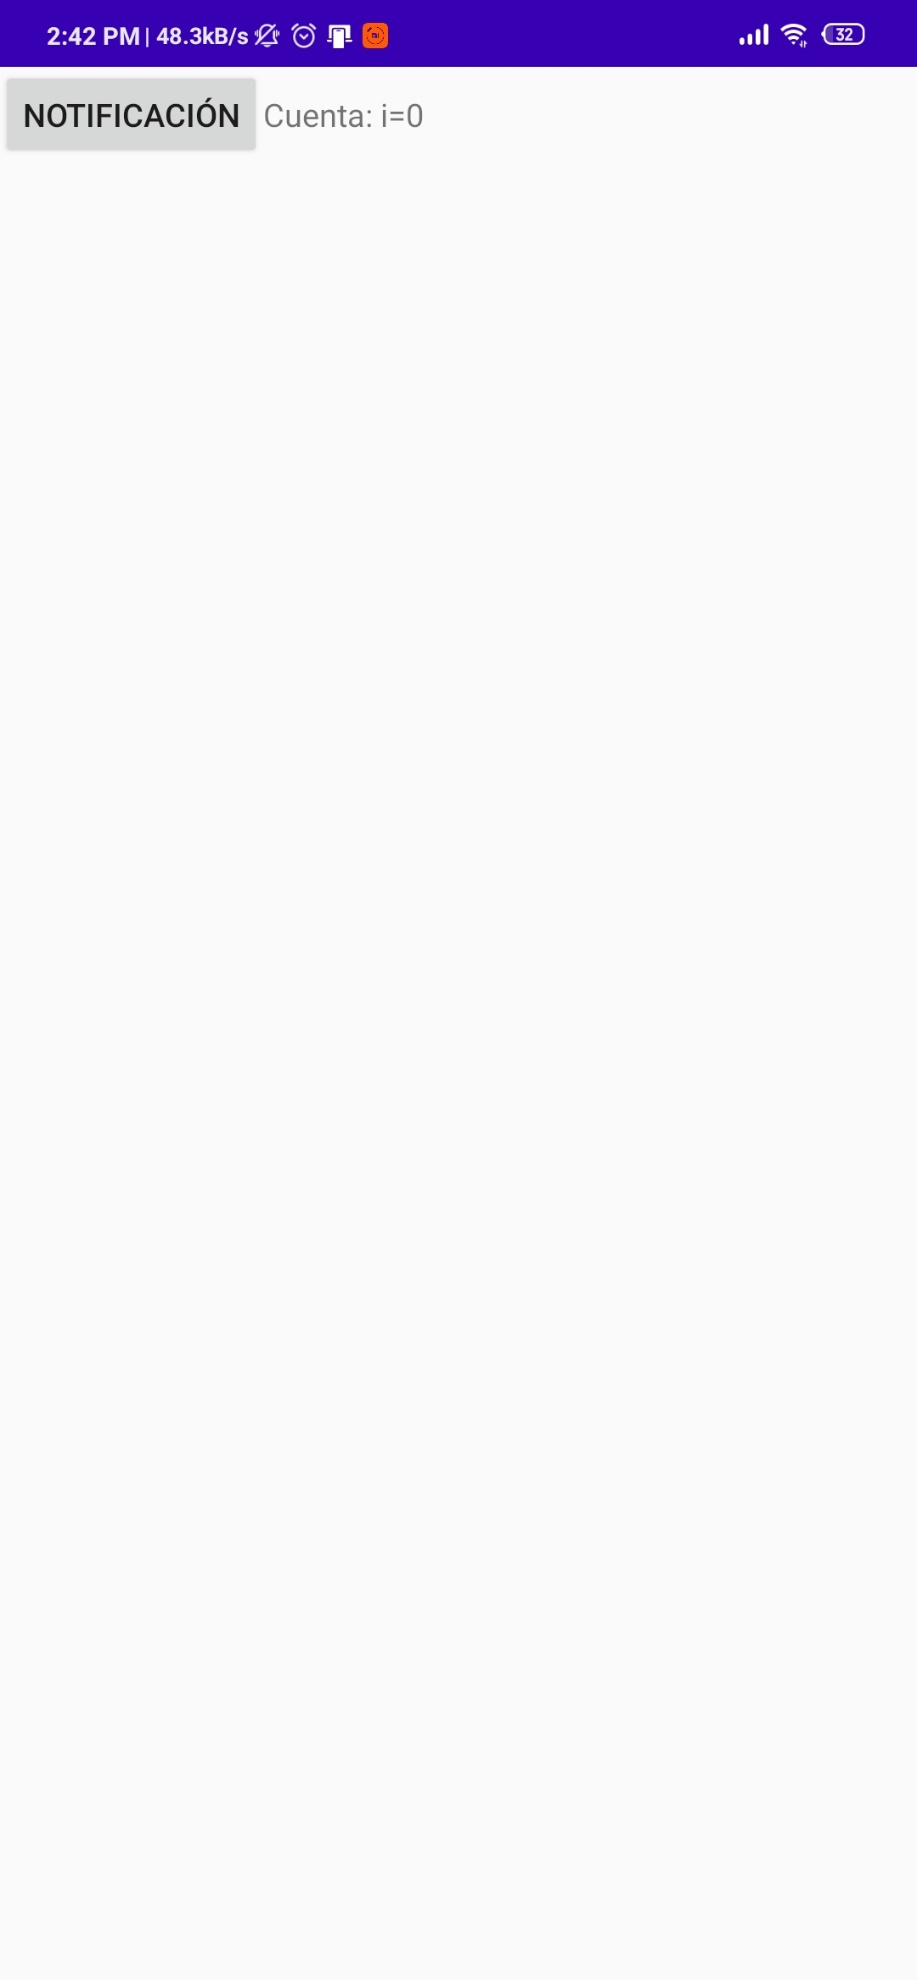 2:42 PM | 48.3kB/s 32
NOTIFICACIÓN Cuenta: i=0